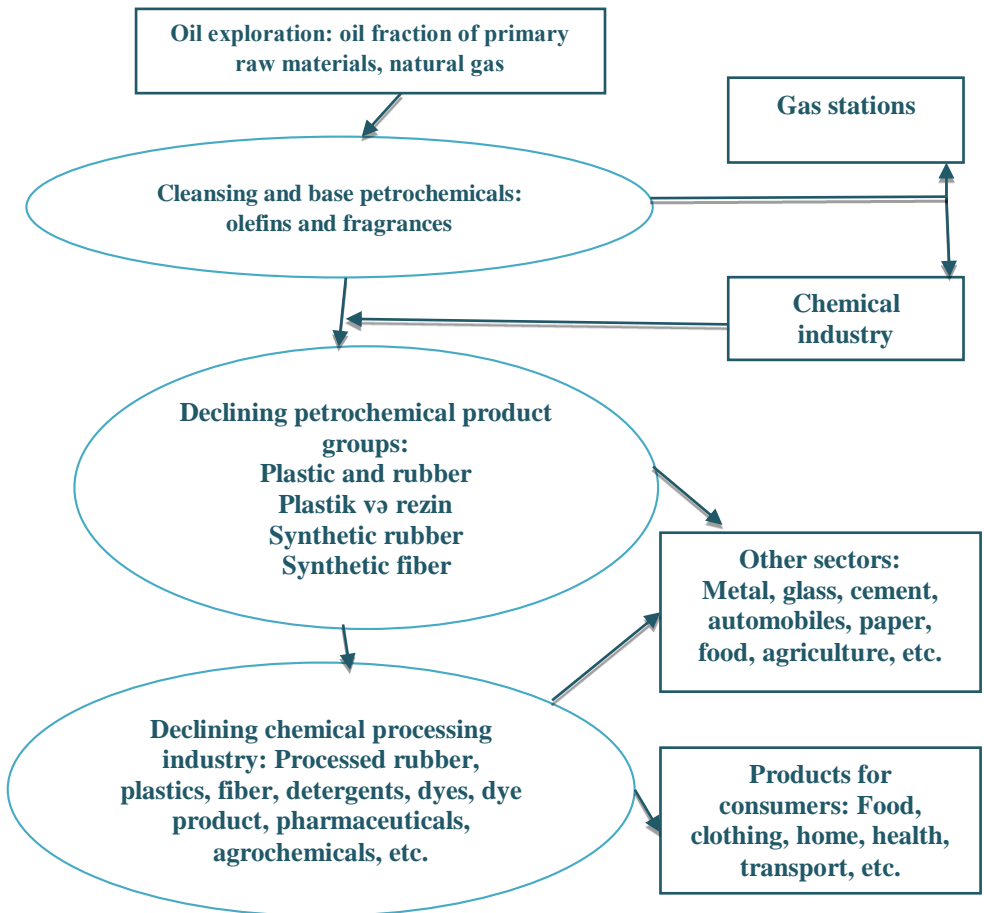 Oil exploration: oil fraction of primary
raw materials, natural gas
Gas stations
Cleansing and base petrochemicals:
olefins and fragrances
Chemical
industry
Declining petrochemical product
groups:
Plastic and rubber
Plastik və rezin
Synthetic rubber
Synthetic fiber
Other sectors:
Metal, glass, cement,
automobiles, paper,
food, agriculture, etc.
Declining chemical processing
industry: Processed rubber,
plastics, fiber, detergents, dyes, dye
product, pharmaceuticals,
agrochemicals, etc.
Products for
consumers: Food,
clothing, home, health,
transport, etc.